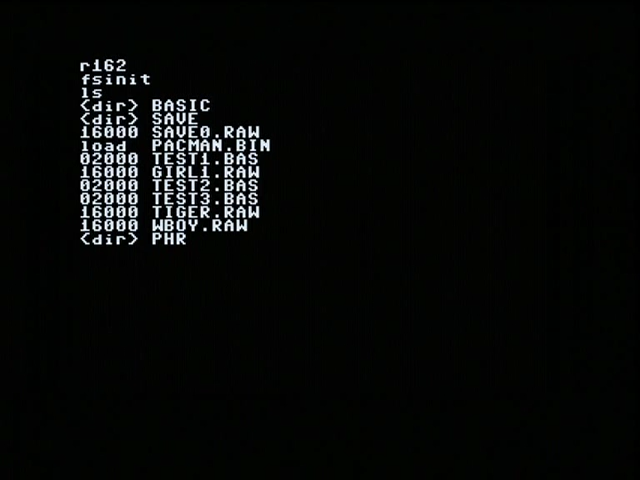 r162
fsinit
ls
<dir> BASIC
<dir> SAVE
16000 SAVE0.RAW
load  PACMAN.BIN
02000 TEST1.BAS
16000 GIRL1.RAW
02000 TEST2.BAS
02000 TEST3.BAS
16000 TIGER.RAW
16000 WBOY.RAW
<dir> PHR